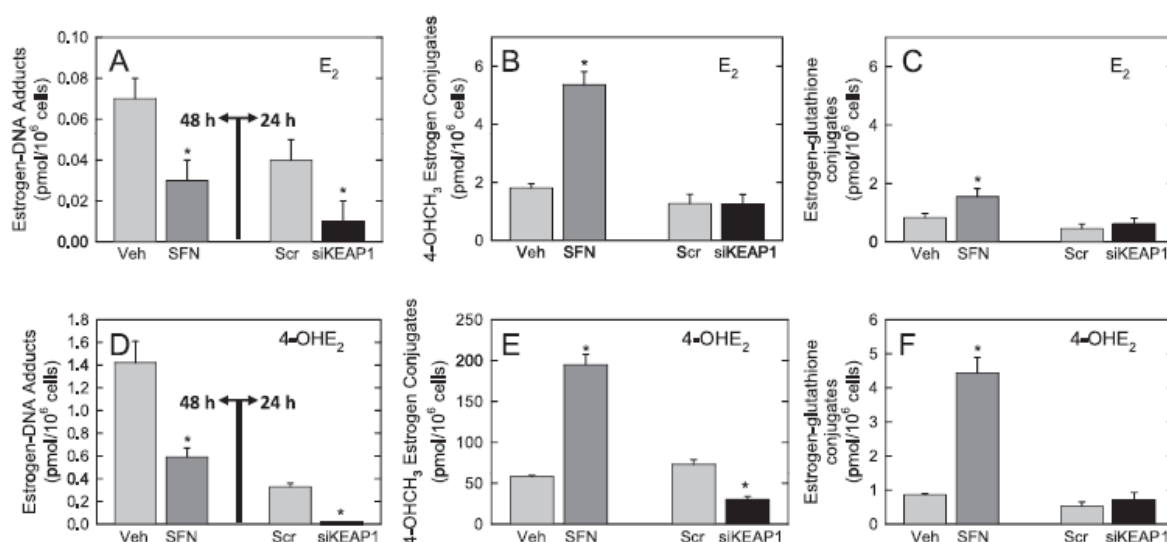 A
E2
Estrogen-DNA Adducts
(pmol/10^6 cells)
0.10
0.08
0.06
0.04
0.02
0.00
48 h
24 h
*
*
Veh
SFN
Scr
siKEAP1
B
E2
4-OHCH3 Estrogen Conjugates
(pmol/10^6 cells)
6
4
2
0
*
Veh
SFN
Scr
siKEAP1
C
E2
Estrogen-glutathione
conjugates
(pmol/10^6 cells)
6
4
2
0
*
Veh
SFN
Scr
siKEAP1
D
4-OHE2
Estrogen-DNA Adducts
(pmol/10^6 cells)
1.8
1.6
1.4
1.2
1.0
0.8
0.6
0.4
0.2
0.0
48 h
24 h
*
*
Veh
SFN
Scr
siKEAP1
E
4-OHE2
4-OHCH3 Estrogen Conjugates
(pmol/10^6 cells)
250
200
150
100
50
0
*
*
Veh
SFN
Scr
siKEAP1
F
4-OHE2
Estrogen-glutathione
conjugates
(pmol/10^6 cells)
6
5
4
3
2
1
0
*
Veh
SFN
Scr
siKEAP1